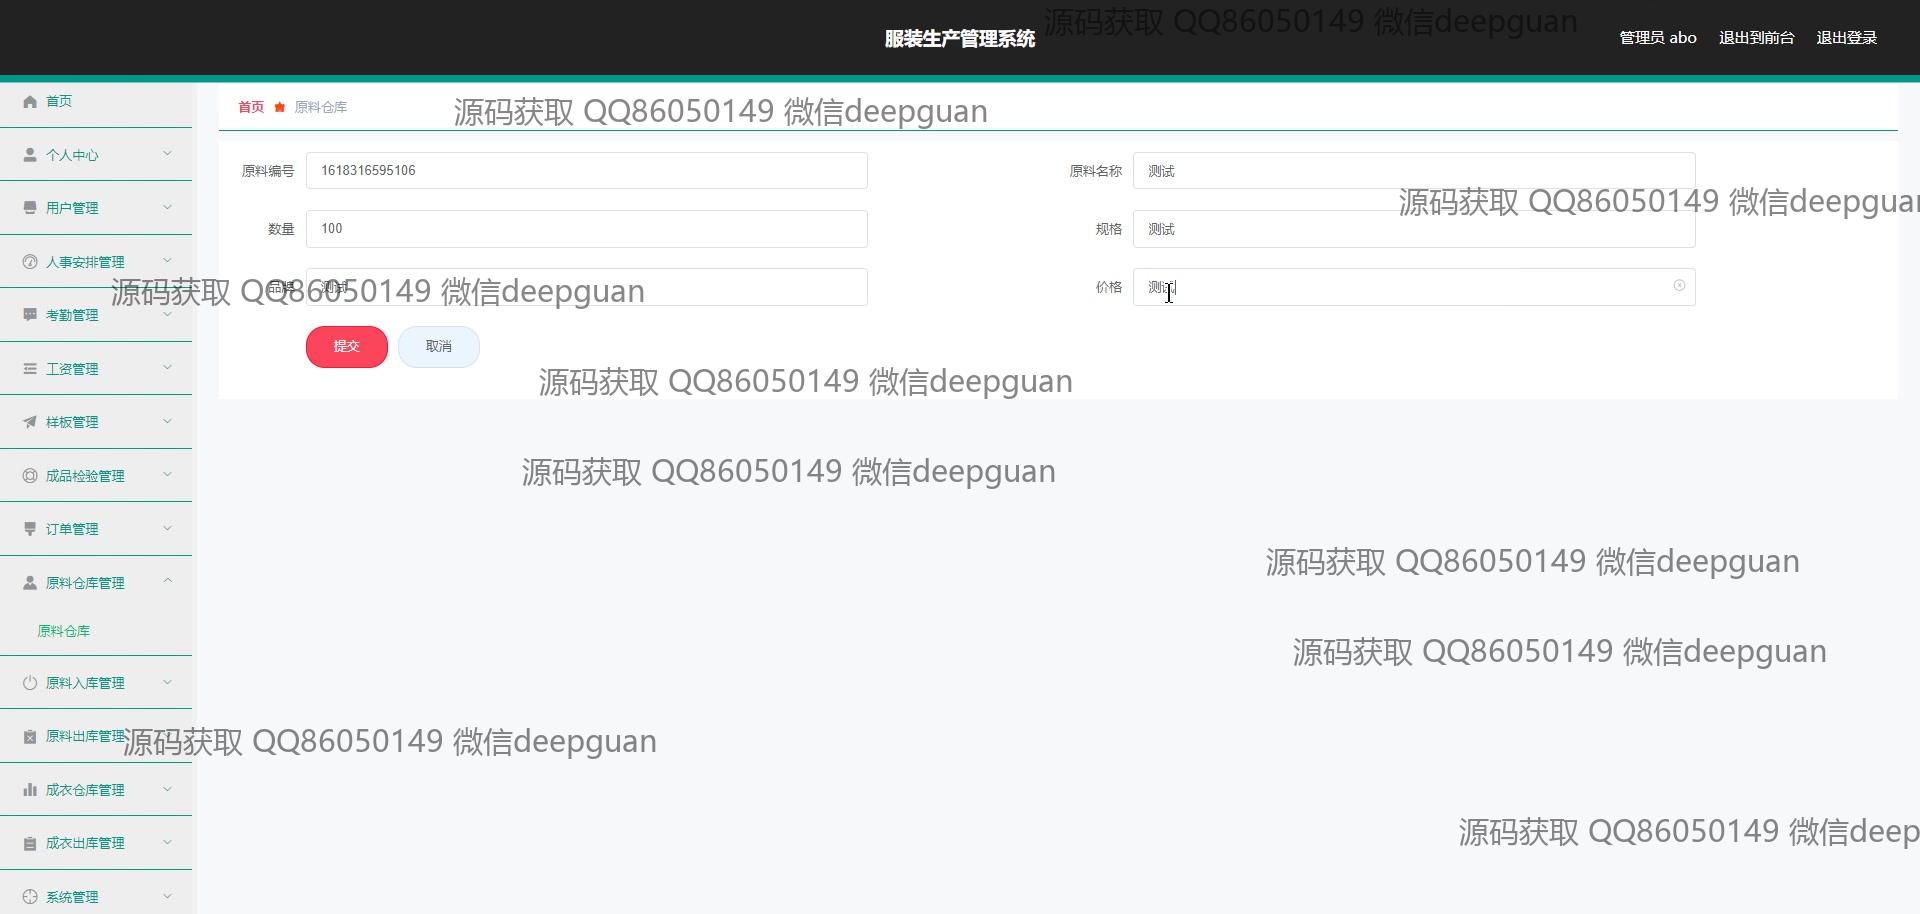 服装生产管理系统
源码获取 QQ86050149 微信deepguan
管理员 abo 退出到前台 退出登录
首页
个人中心
用户管理
人事安排管理
考勤管理
工资管理
样板管理
成品检验管理
订单管理
原料仓库管理
原料仓库
原料入库管理
原料出库管理
成衣仓库管理
成衣出库管理
系统管理
首页 原料仓库
源码获取 QQ86050149 微信deepguan
原料编号 1618316595106
原料名称 测试
源码获取 QQ86050149 微信deepguan
数量 100
规格 测试
品牌 测试
源码获取 QQ86050149 微信deepguan
价格 测试
提交 取消
源码获取 QQ86050149 微信deepguan
源码获取 QQ86050149 微信deepguan
源码获取 QQ86050149 微信deepguan
源码获取 QQ86050149 微信deepguan
源码获取 QQ86050149 微信deepguan
源码获取 QQ86050149 微信deep